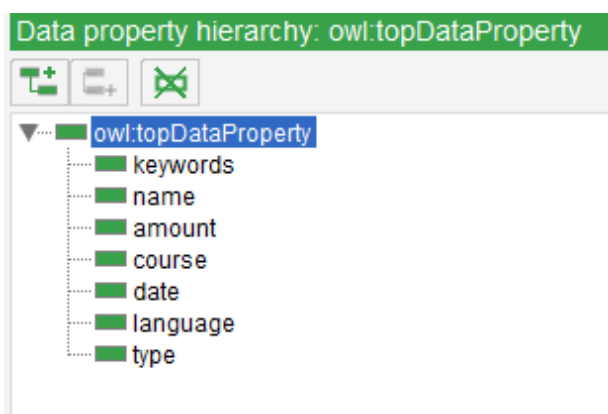 Data property hierarchy: owl:topDataProperty
owl:topDataProperty
keywords
name
amount
course
date
language
type